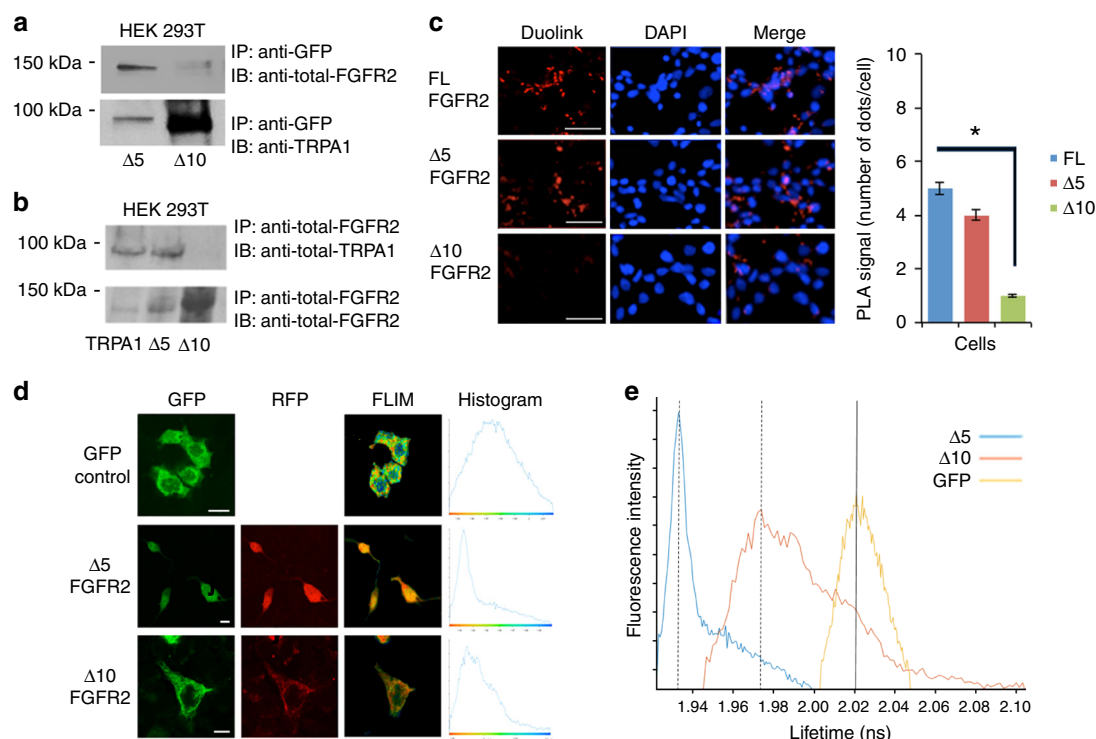 a
HEK 293T
150 kDa -
IP: anti-GFP
IB: anti-total-FGFR2
100 kDa -
IP: anti-GFP
IB: anti-TRPA1
Δ5 Δ10
b
HEK 293T
100 kDa -
IP: anti-total-FGFR2
IB: anti-total-TRPA1
150 kDa -
IP: anti-total-FGFR2
IB: anti-total-FGFR2
TRPA1 Δ5 Δ10
c
Duolink DAPI Merge
FL
FGFR2
Δ5
FGFR2
Δ10
FGFR2
PLA signal (number of dots/cell)
10
8
6
4
2
0
*
Cells
FL
Δ5
Δ10
d
GFP RFP FLIM Histogram
GFP
control
Δ5
FGFR2
Δ10
FGFR2
e
Fluorescence intensity
Δ5
Δ10
GFP
1.94 1.96 1.98 2.00 2.02 2.04 2.06 2.08 2.10
Lifetime (ns)